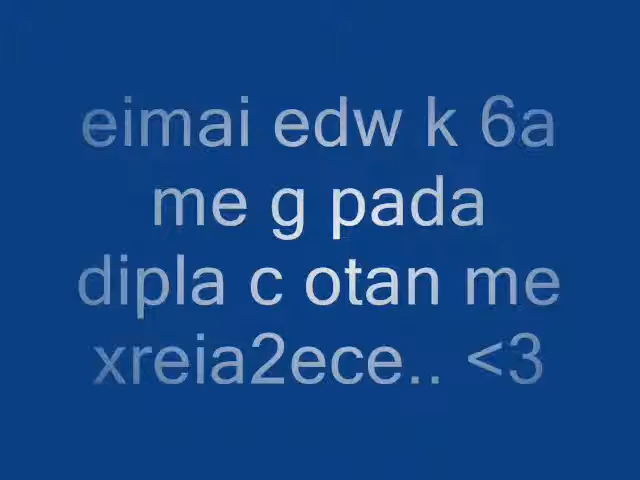 eimai edw k 6a
me g pada
dipla c otan me
xreia2ece.. <3